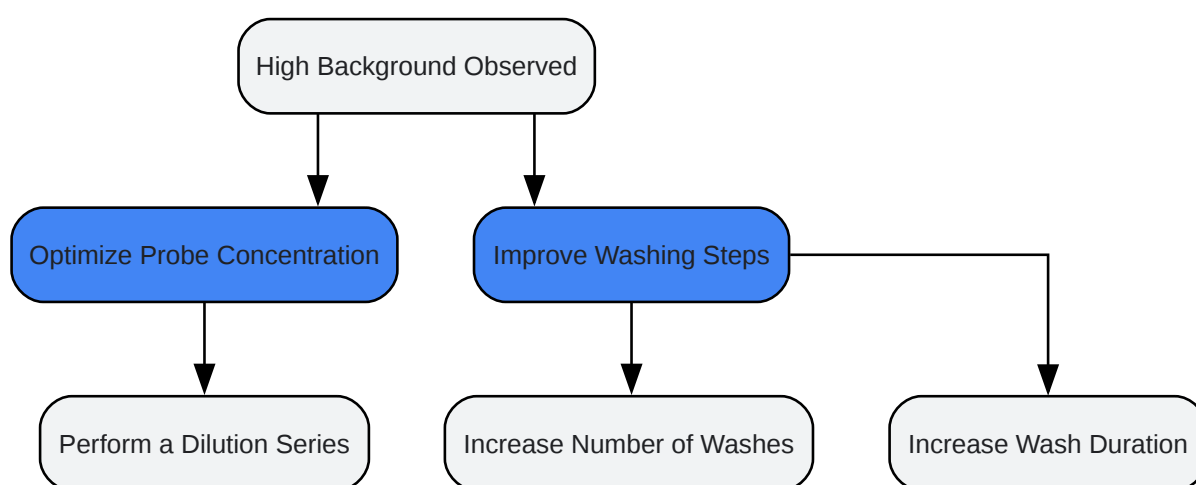 High Background Observed
Optimize Probe Concentration
Improve Washing Steps
Perform a Dilution Series
Increase Number of Washes
Increase Wash Duration